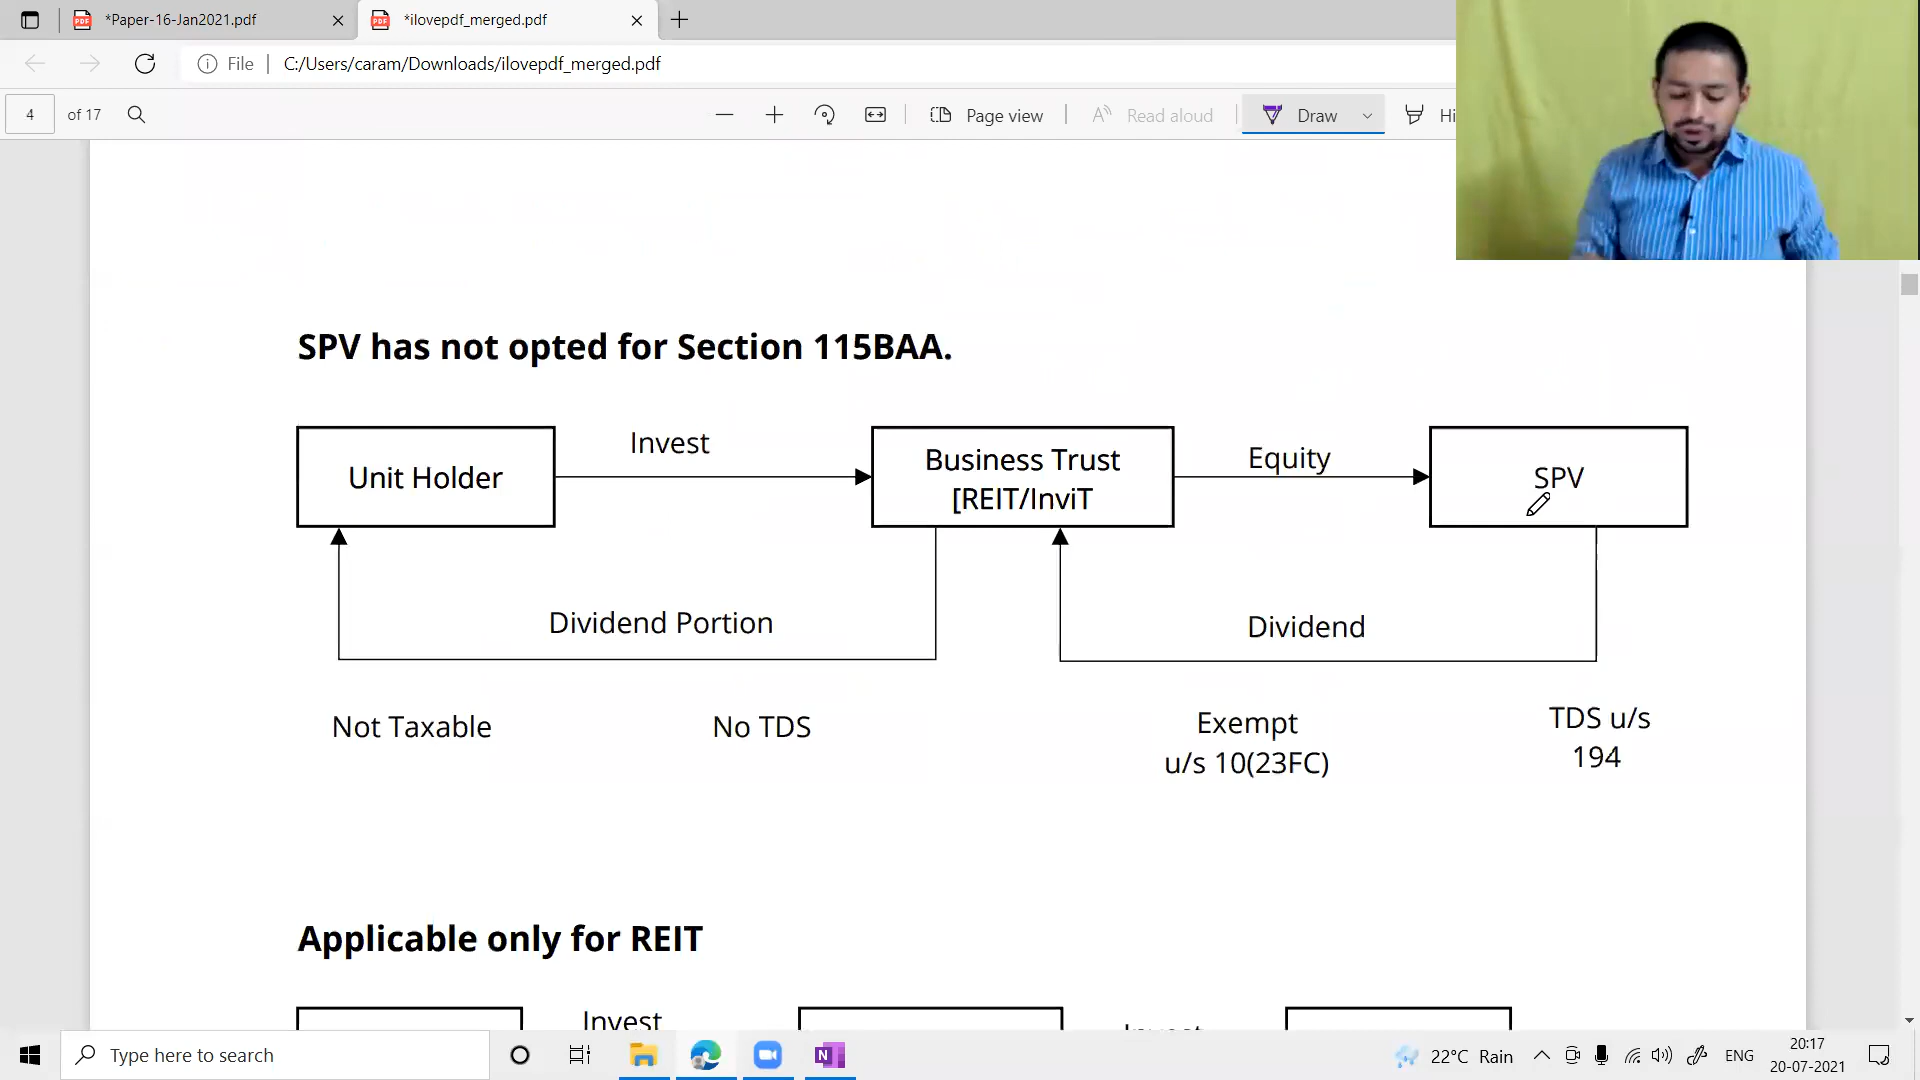 *Paper-16-Jan2021.pdf
*ilovepdf_merged.pdf
File
C:/Users/caram/Downloads/ilovepdf_merged.pdf
4 of 17
Page view
Read aloud
Draw
Hi
SPV has not opted for Section 115BAA.
Unit Holder
Invest
Business Trust
[REIT/InviT
Equity
SPV
Dividend Portion
Dividend
Not Taxable
No TDS
Exempt
u/s 10(23FC)
TDS u/s
194
Applicable only for REIT
Invest
Invest
Type here to search
22°C Rain
ENG
20:17
20-07-2021